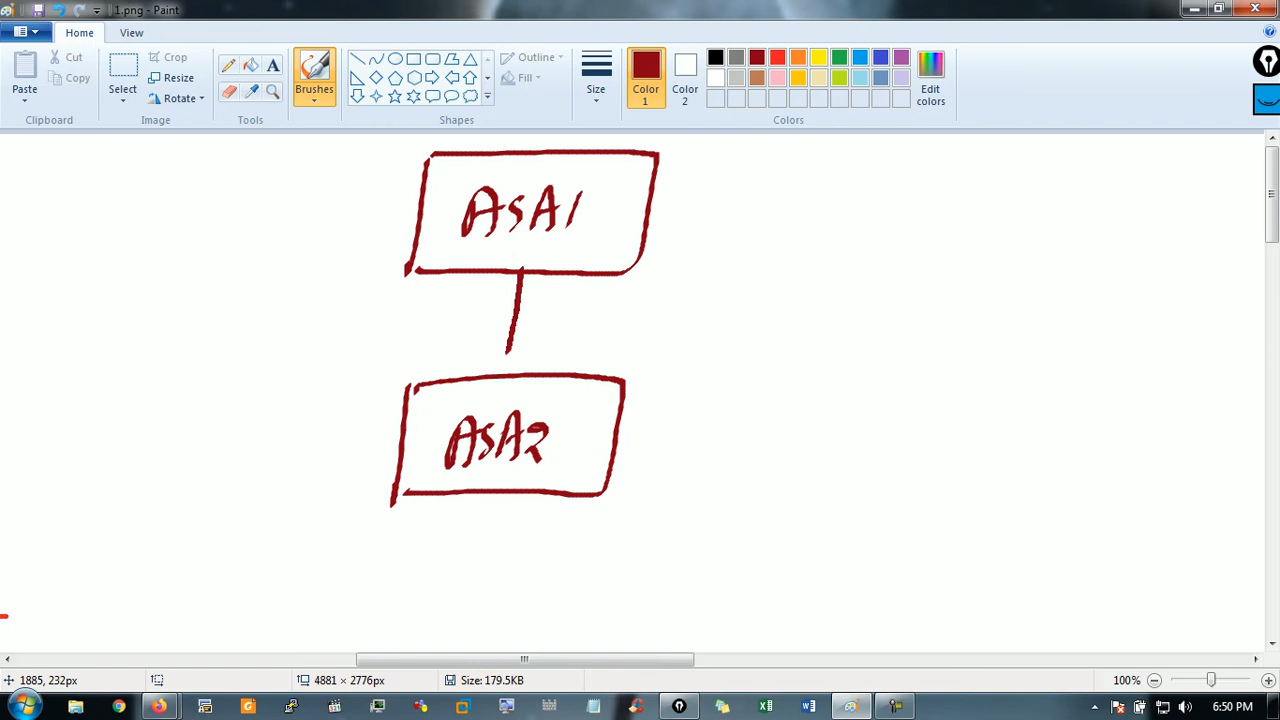 1.png - Paint
Home
View
Paste
Cut
Copy
Clipboard
Select
Crop
Resize
Rotate
Image
Tools
Brushes
Outline
Fill
Shapes
Size
Color 1
Color 2
Edit colors
Colors
ASA1
ASA2
1885, 232px
4881 × 2776px
Size: 179.5KB
100%
6:50 PM